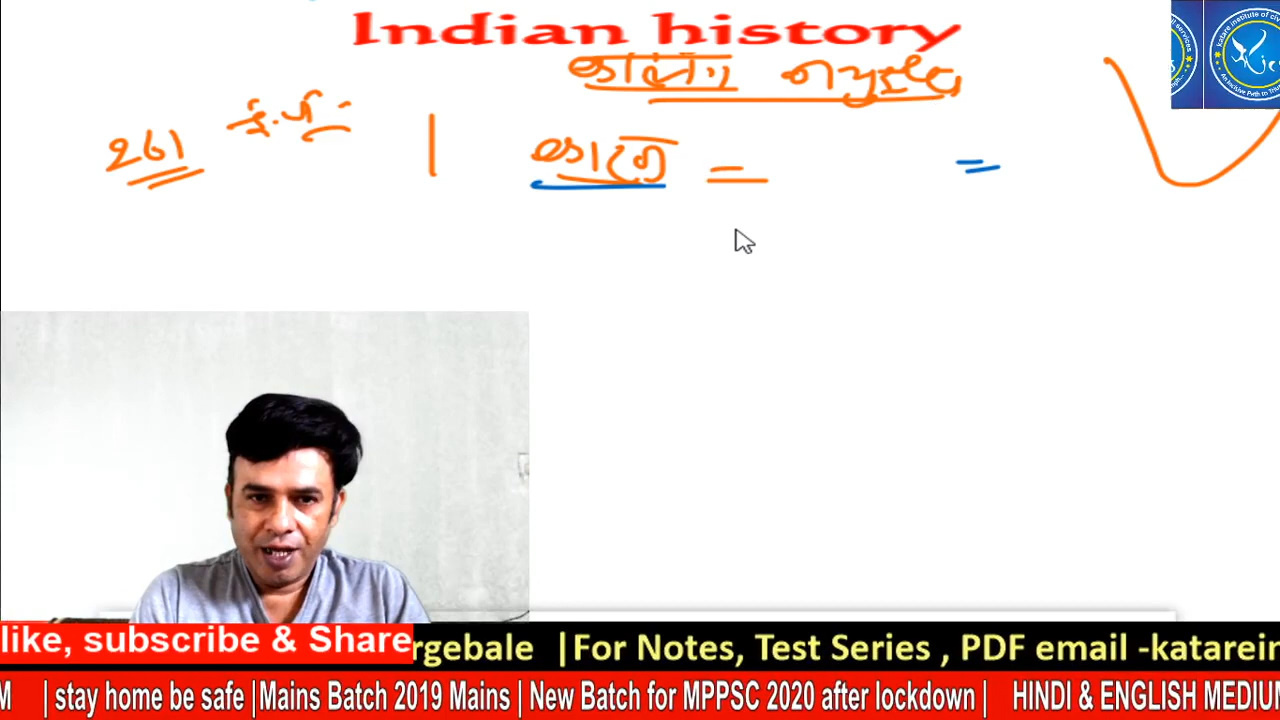 Indian history
261 ई.पू.
like, subscribe & Share rgebale |For Notes, Test Series , PDF email -katarein
M | stay home be safe |Mains Batch 2019 Mains | New Batch for MPPSC 2020 after lockdown | HINDI & ENGLISH MEDIU